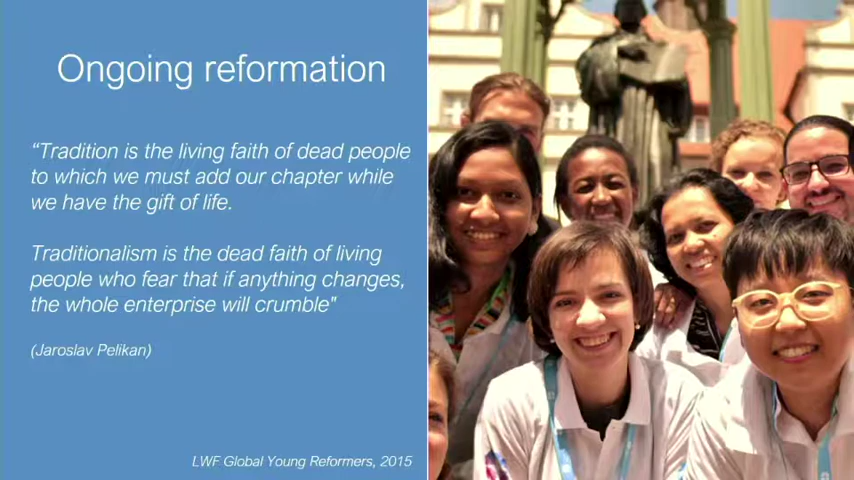 Ongoing reformation
“Tradition is the living faith of dead people
to which we must add our chapter while
we have the gift of life.
Traditionalism is the dead faith of living
people who fear that if anything changes,
the whole enterprise will crumble"
(Jaroslav Pelikan)
LWF Global Young Reformers, 2015